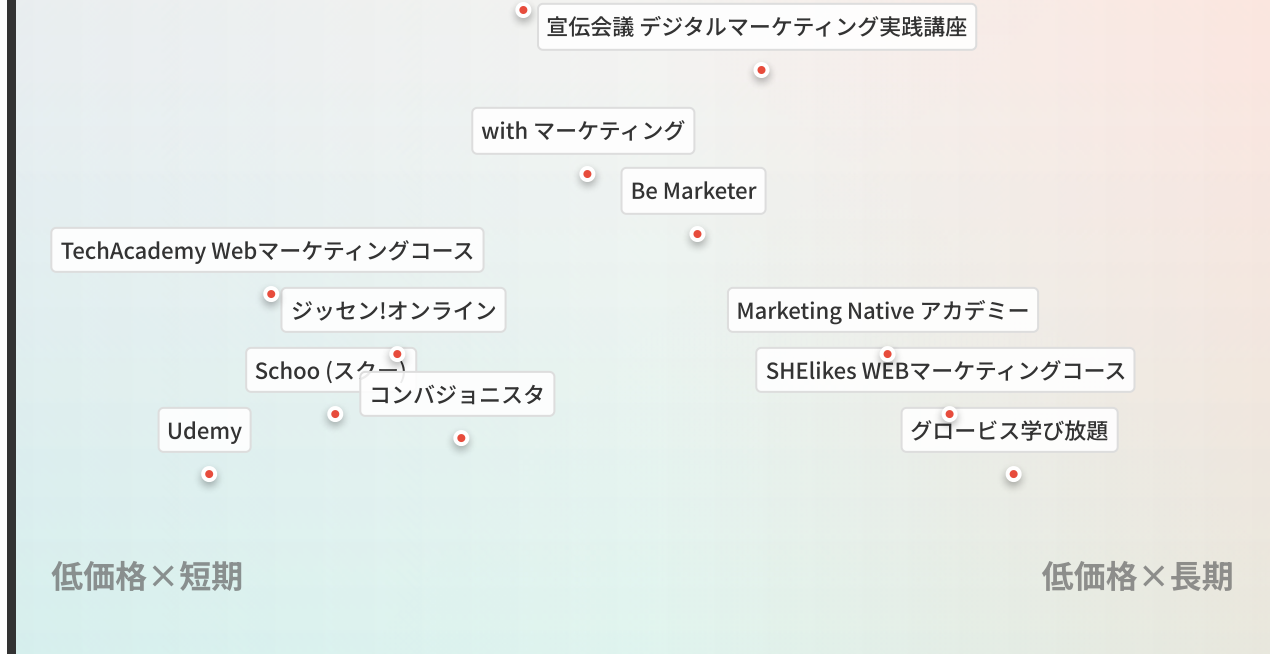 宣伝会議 デジタルマーケティング実践講座
with マーケティング
Be Marketer
TechAcademy Webマーケティングコース
ジッセン!オンライン
Marketing Native アカデミー
Schoo (スクー)
SHElikes WEBマーケティングコース
コンバジョニスタ
Udemy
グロービス学び放題
低価格×短期
低価格×長期